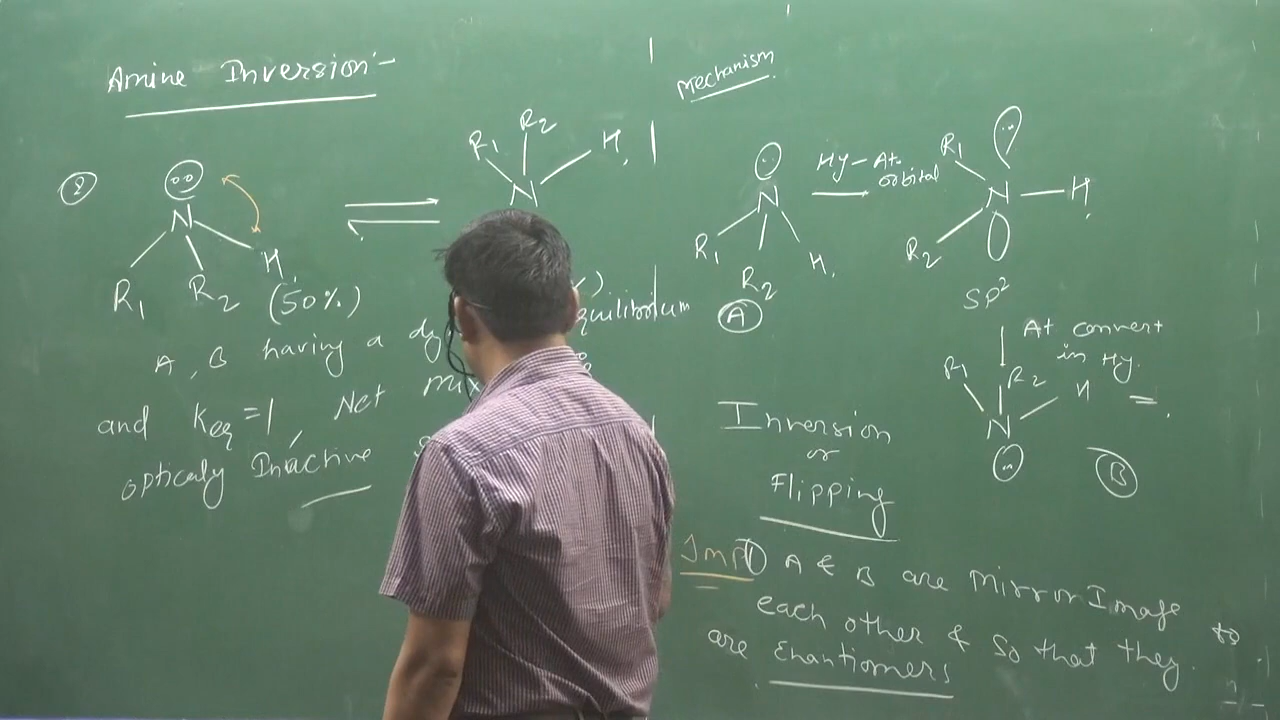 Amine Inversion:-
2
N
R1
R2
H
(50%)
R1 R2 H
N
A, B having a equilibrium
and Keq = 1, Net
optically Inactive
Mechanism
N
R1
R2
H
A
Hy- At.
orbital
R1
N
H
R2
SP2
At convert
in Hy.
R1 R2 H
N
B
Inversion
or
Flipping
Imp 1 A & B are Mirror Image to
each other & so that they
are Enantiomers